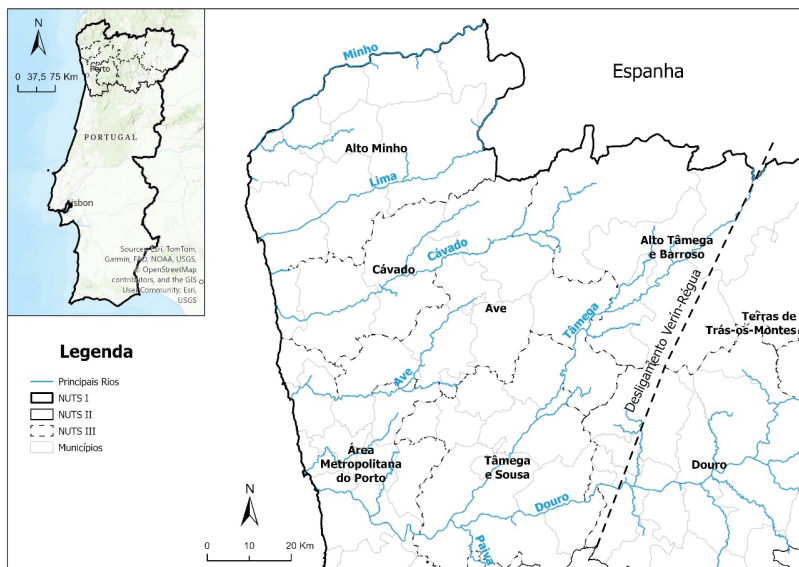 N
0 37,5 75 Km
Porto
PORTUGAL
Lisbon
Sources: Esri, TomTom,
Garmin, FAO, NOAA, USGS,
© OpenStreetMap
contributors, and the GIS
User Community; Esri,
USGS
Minho
Espanha
Alto Minho
Lima
Cávado
Cávado
Alto Tâmega
e Barroso
Ave
Tâmega
Desligamento Verín-Régua
Terras de
Trás-os-Montes
Ave
Área
Metropolitana
do Porto
Tâmega
e Sousa
Douro
Douro
Paiva
Legenda
Principais Rios
NUTS I
NUTS II
NUTS III
Municípios
N
0 10 20 Km